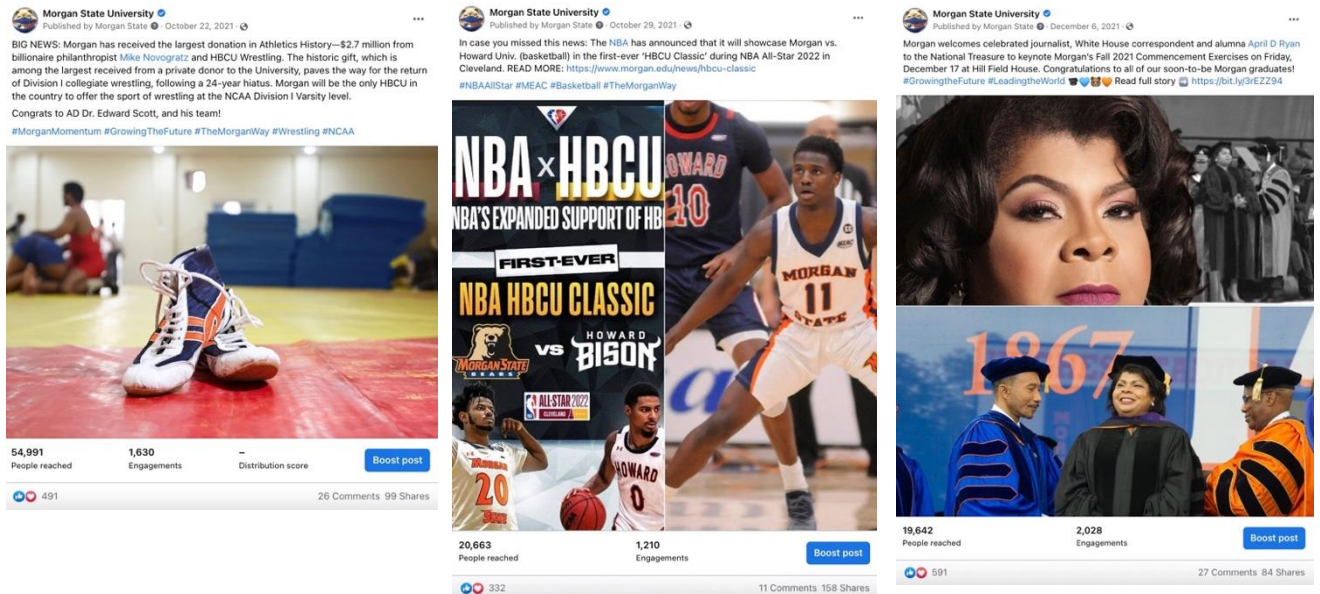 Morgan State University
Published by Morgan State · October 22, 2021 ·
BIG NEWS: Morgan has received the largest donation in Athletics History—$2.7 million from
billionaire philanthropist Mike Novogratz and HBCU Wrestling. The historic gift, which is
among the largest received from a private donor to the University, paves the way for the return
of Division I collegiate wrestling, following a 24-year hiatus. Morgan will be the only HBCU in
the country to offer the sport of wrestling at the NCAA Division I Varsity level.
Congrats to AD Dr. Edward Scott, and his team!
#MorganMomentum #GrowingTheFuture #TheMorganWay #Wrestling #NCAA
54,991
People reached
1,630
Engagements
–
Distribution score
Boost post
491
26 Comments 99 Shares
Morgan State University
Published by Morgan State · October 29, 2021 ·
In case you missed this news: The NBA has announced that it will showcase Morgan vs.
Howard Univ. (basketball) in the first-ever 'HBCU Classic' during NBA All-Star 2022 in
Cleveland. READ MORE: https://www.morgan.edu/news/hbcu-classic
#NBAAllStar #MEAC #Basketball #TheMorganWay
NBA X HBCU
NBA'S EXPANDED SUPPORT OF HB
FIRST-EVER
NBA HBCU CLASSIC
MORGAN STATE
BEARS
VS
HOWARD
BISON
ALL-STAR 2022
CLEVELAND
MORGAN
20
STATE
HOWARD
0
HOWARD
10
MEAC
MORGAN
11
STATE
20,663
People reached
1,210
Engagements
Boost post
332
11 Comments 158 Shares
Morgan State University
Published by Morgan State · December 6, 2021 ·
Morgan welcomes celebrated journalist, White House correspondent and alumna April D Ryan
to the National Treasure to keynote Morgan's Fall 2021 Commencement Exercises on Friday,
December 17 at Hill Field House. Congratulations to all of our soon-to-be Morgan graduates!
#GrowingtheFuture #LeadingtheWorld 🎓💙🐻🧡 Read full story ➡️ https://bit.ly/3rEZZ94
1867
19,642
People reached
2,028
Engagements
Boost post
591
27 Comments 84 Shares